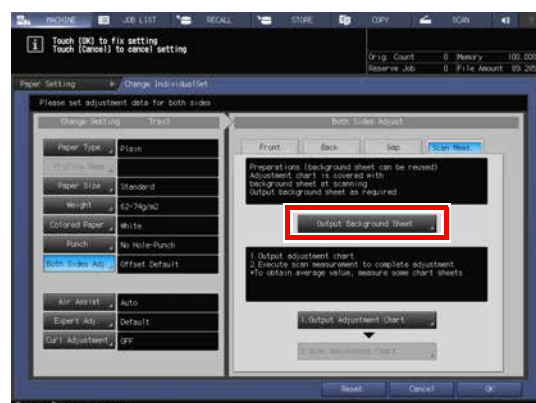 MACHINE
JOB LIST
RECALL
STORE
COPY
SCAN
Touch [OK] to fix setting
Touch [Cancel] to cancel setting
Orig. Count 0 Memory 100.000
Reserve Job 0 File Amount
Paper Setting Change IndividualSet
Please set adjustment data for both sides
Change Setting Tray3
Both Sides Adjust
Paper Type Plain
Paper Size Standard
Weight 62-74g/m2
Colored Paper White
Punch No Hole-Punch
Both Sides Adj. Offset Default
Air Assist Auto
Expert Adj. Default
Curl Adjustment OFF
Front Back Gap Scan Meas.
Preparations (background sheet can be reused)
Adjustment chart is covered with
background sheet at scanning
Output background sheet as required
Output Background Sheet
1.Output adjustment chart
2.Execute scan measurement to complete adjustment
*To obtain average value, measure some chart sheets
1.Output Adjustment Chart
2.Scan Adjustment Chart
Reset Cancel OK